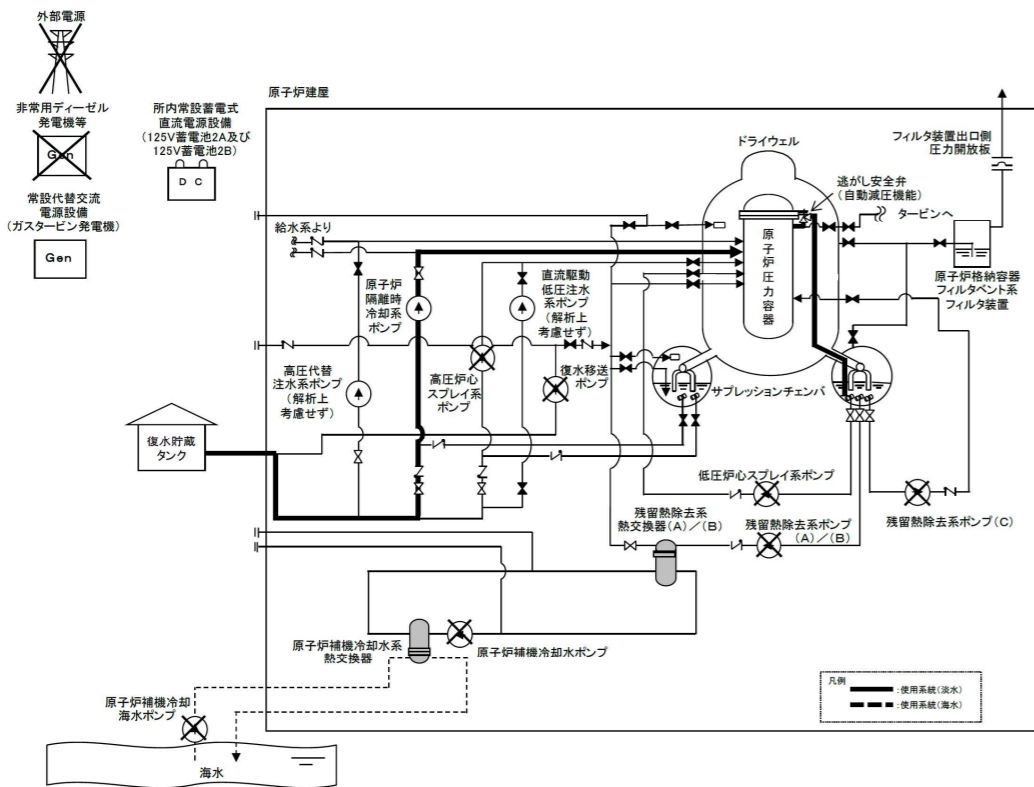 外部電源
非常用ディーゼル
発電機等
Gen
常設代替交流
電源設備
(ガスタービン発電機)
Gen
所内常設蓄電式
直流電源設備
(125V蓄電池2A及び
125V蓄電池2B)
D C
原子炉建屋
ドライウェル
フィルタ装置出口側
圧力開放板
逃がし安全弁
(自動減圧機能)
タービンへ
給水系より
原子炉圧力容器
原子炉格納容器
フィルタベント系
フィルタ装置
原子炉
隔離時
冷却系
ポンプ
直流駆動
低圧注水
系ポンプ
(解析上
考慮せず)
高圧代替
注水系ポンプ
(解析上
考慮せず)
高圧炉心
スプレイ系
ポンプ
復水移送
ポンプ
サプレッションチェンバ
復水貯蔵
タンク
低圧炉心スプレイ系ポンプ
残留熱除去系
熱交換器(A)/(B)
残留熱除去系ポンプ
(A)/(B)
残留熱除去系ポンプ(C)
原子炉補機冷却水系
熱交換器
原子炉補機冷却水ポンプ
原子炉補機冷却
海水ポンプ
海水
凡例
:使用系統(淡水)
:使用系統(海水)